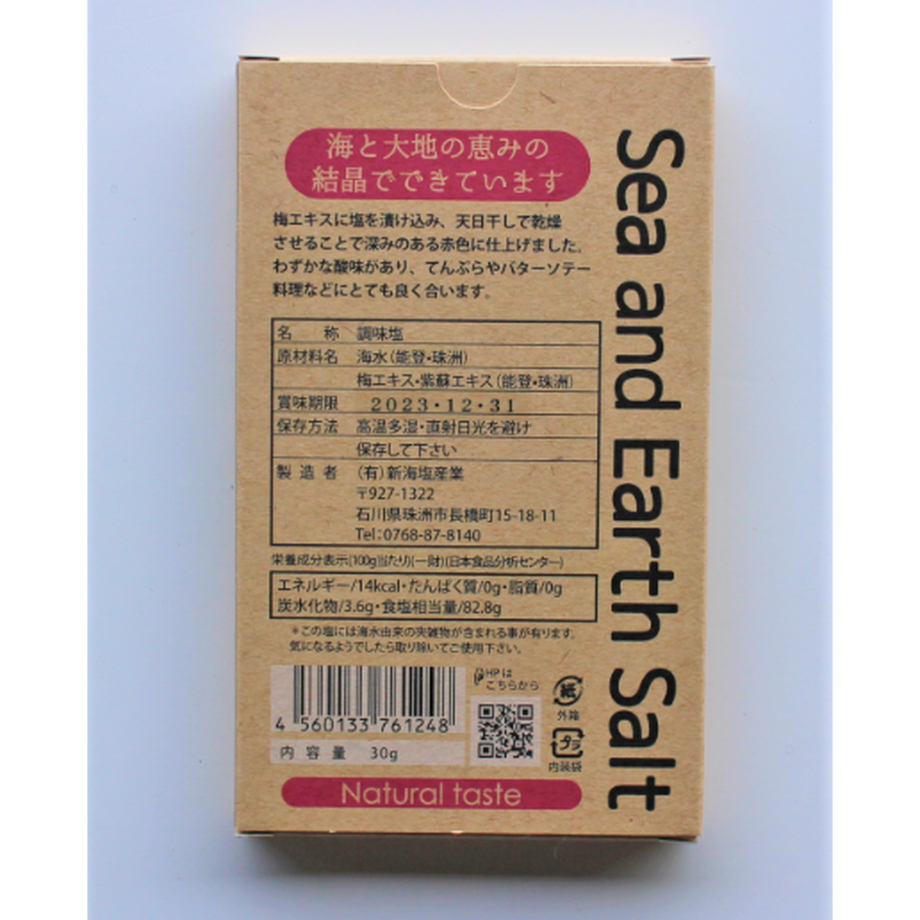 海と大地の恵みの
結晶でできています
梅エキスに塩を漬け込み、天日干しで乾燥
させることで深みのある赤色に仕上げました。
わずかな酸味があり、てんぷらやバターソテー
料理などにとても良く合います。
名 称 調味塩
原材料名 海水(能登・珠洲)
梅エキス・紫蘇エキス(能登・珠洲)
賞味期限 2023・12・31
保存方法 高温多湿・直射日光を避け
保存して下さい
製造者 (有)新海塩産業
〒927-1322
石川県珠洲市長橋町15-18-11
Tel:0768-87-8140
栄養成分表示(100g当たり)(一財)(日本食品分析センター)
エネルギー/14kcal・たんぱく質/0g・脂質/0g
炭水化物/3.6g・食塩相当量/82.8g
*この塩には海水由来の夾雑物が含まれる事が有ります。
気になるようでしたら取り除いてご使用下さい。
4 560133 761248
内容量 30g
HPは
こちらから
紙
外箱
プラ
内装袋
Natural taste
Sea and Earth Salt